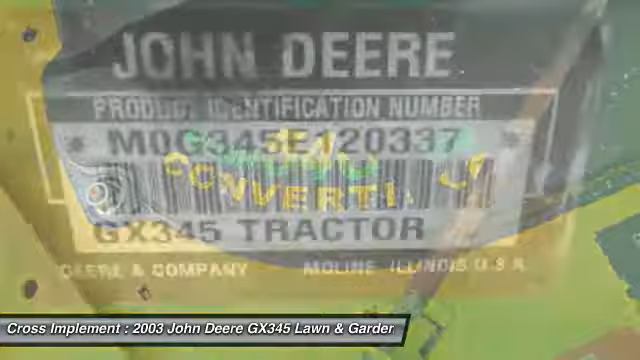 JOHN DEERE
PRODUCT IDENTIFICATION NUMBER
* M0G345E120337 *
GX345 TRACTOR
DEERE & COMPANY MOLINE, ILLINOIS U.S.A.
Cross Implement : 2003 John Deere GX345 Lawn & Garder